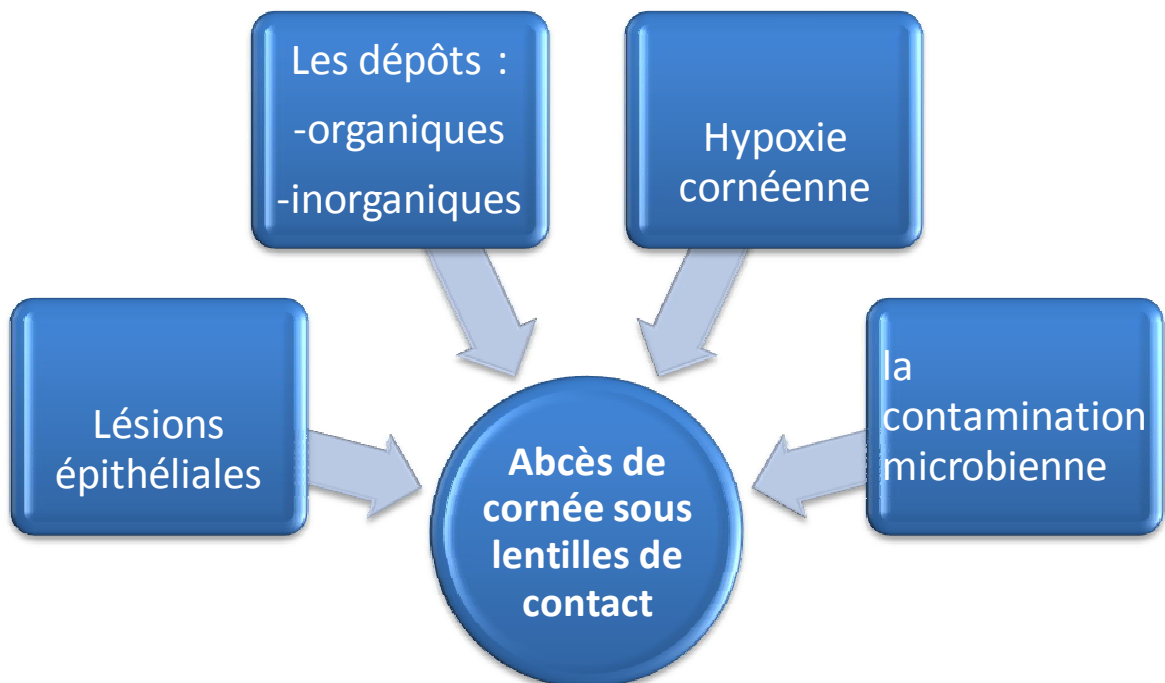 Les dépôts :
-organiques
-inorganiques
Hypoxie
cornéenne
Lésions
épithéliales
la
contamination
microbienne
Abcès de
cornée sous
lentilles de
contact